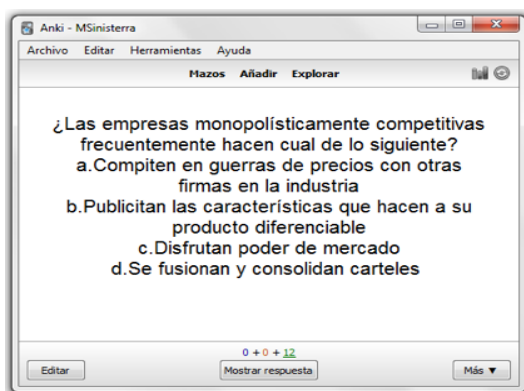 Anki - MSinisterra
Archivo Editar Herramientas Ayuda
Mazos Añadir Explorar
¿Las empresas monopolísticamente competitivas
frecuentemente hacen cual de lo siguiente?
a.Compiten en guerras de precios con otras
firmas en la industria
b.Publicitan las características que hacen a su
producto diferenciable
c.Disfrutan poder de mercado
d.Se fusionan y consolidan carteles
0 + 0 + 12
Editar Mostrar respuesta Más ▼